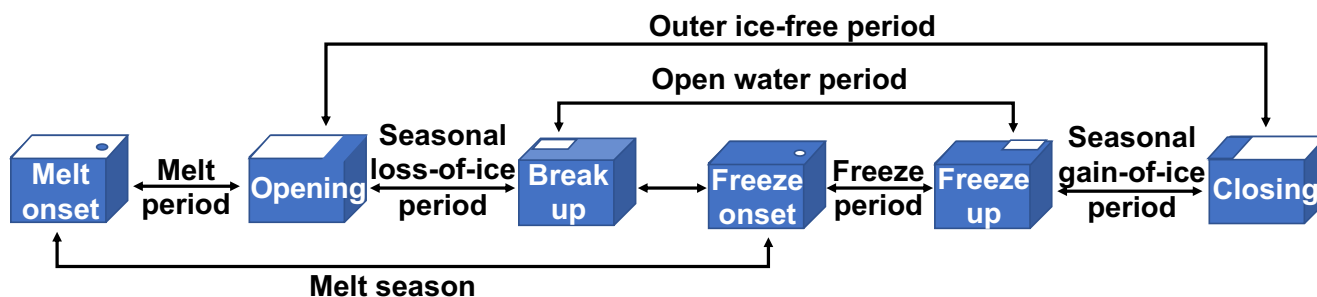 Outer ice-free period
Open water period
Melt
onset
Melt
period
Opening
Seasonal
loss-of-ice
period
Break
up
Freeze
onset
Freeze
period
Freeze
up
Seasonal
gain-of-ice
period
Closing
Melt season